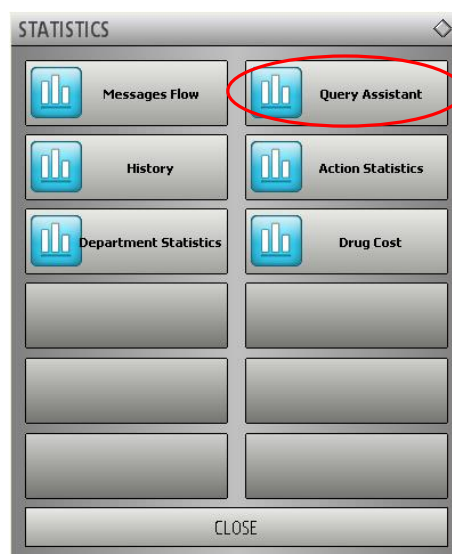 STATISTICS
Messages Flow
Query Assistant
History
Action Statistics
Department Statistics
Drug Cost
CLOSE